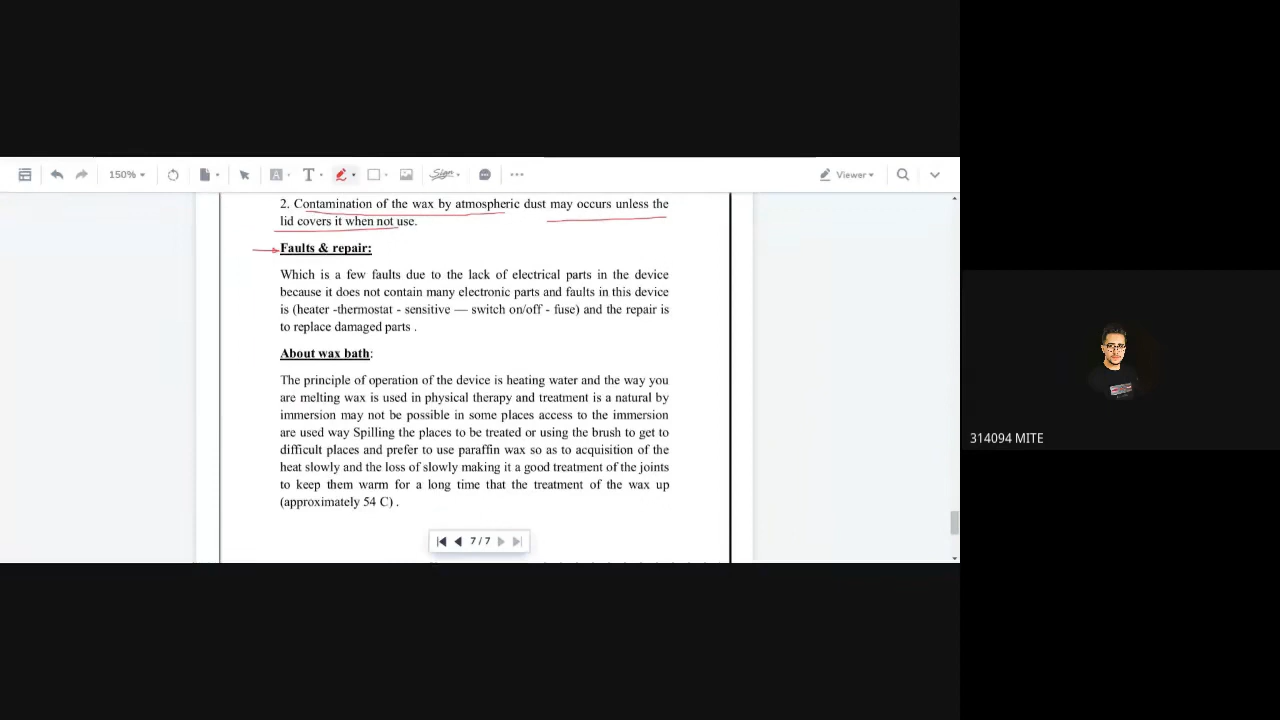 150%
T
Sign
Viewer
2. Contamination of the wax by atmospheric dust may occurs unless the
lid covers it when not use.
Faults & repair:
Which is a few faults due to the lack of electrical parts in the device
because it does not contain many electronic parts and faults in this device
is (heater -thermostat - sensitive — switch on/off - fuse) and the repair is
to replace damaged parts .
About wax bath:
The principle of operation of the device is heating water and the way you
are melting wax is used in physical therapy and treatment is a natural by
immersion may not be possible in some places access to the immersion
are used way Spilling the places to be treated or using the brush to get to
difficult places and prefer to use paraffin wax so as to acquisition of the
heat slowly and the loss of slowly making it a good treatment of the joints
to keep them warm for a long time that the treatment of the wax up
(approximately 54 C) .
7 / 7
314094 MITE